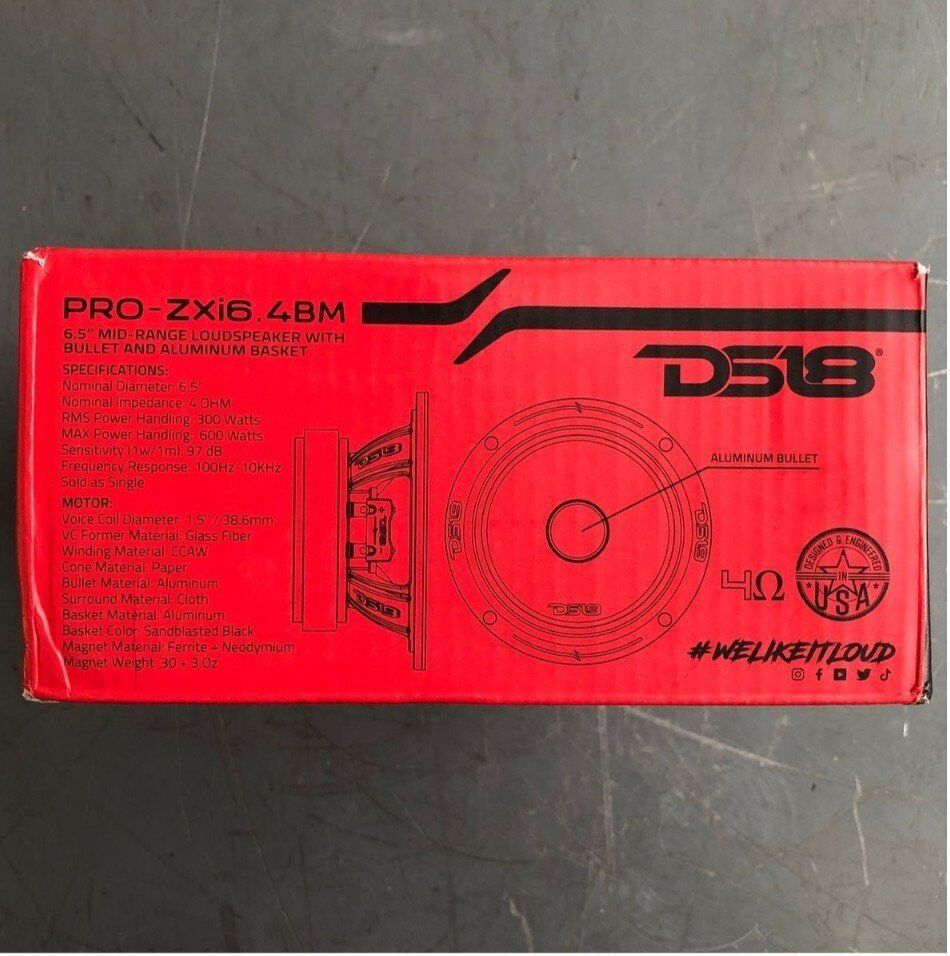 PRO-ZXi6.4BM
6.5" MID-RANGE LOUDSPEAKER WITH
BULLET AND ALUMINUM BASKET
SPECIFICATIONS:
Nominal Diameter: 6.5"
Nominal Impedance: 4 OHM
RMS Power Handling: 300 Watts
MAX Power Handling: 600 Watts
Sensitivity (1w/1m): 97 dB
Frequency Response: 100Hz-10KHz
Sold as Single
MOTOR:
Voice Coil Diameter: 1.5" / 38.6mm
VC Former Material: Glass Fiber
Winding Material: CCAW
Cone Material: Paper
Bullet Material: Aluminum
Surround Material: Cloth
Basket Material: Aluminum
Basket Color: Sandblasted Black
Magnet Material: Ferrite + Neodymium
Magnet Weight: 30 + 3 Oz
DS18
DS18
DS18
DS18®
ALUMINUM BULLET
DS18
DS18
DS18
4Ω
DESIGNED & ENGINEERED
IN
USA
#WELIKEITLOUD